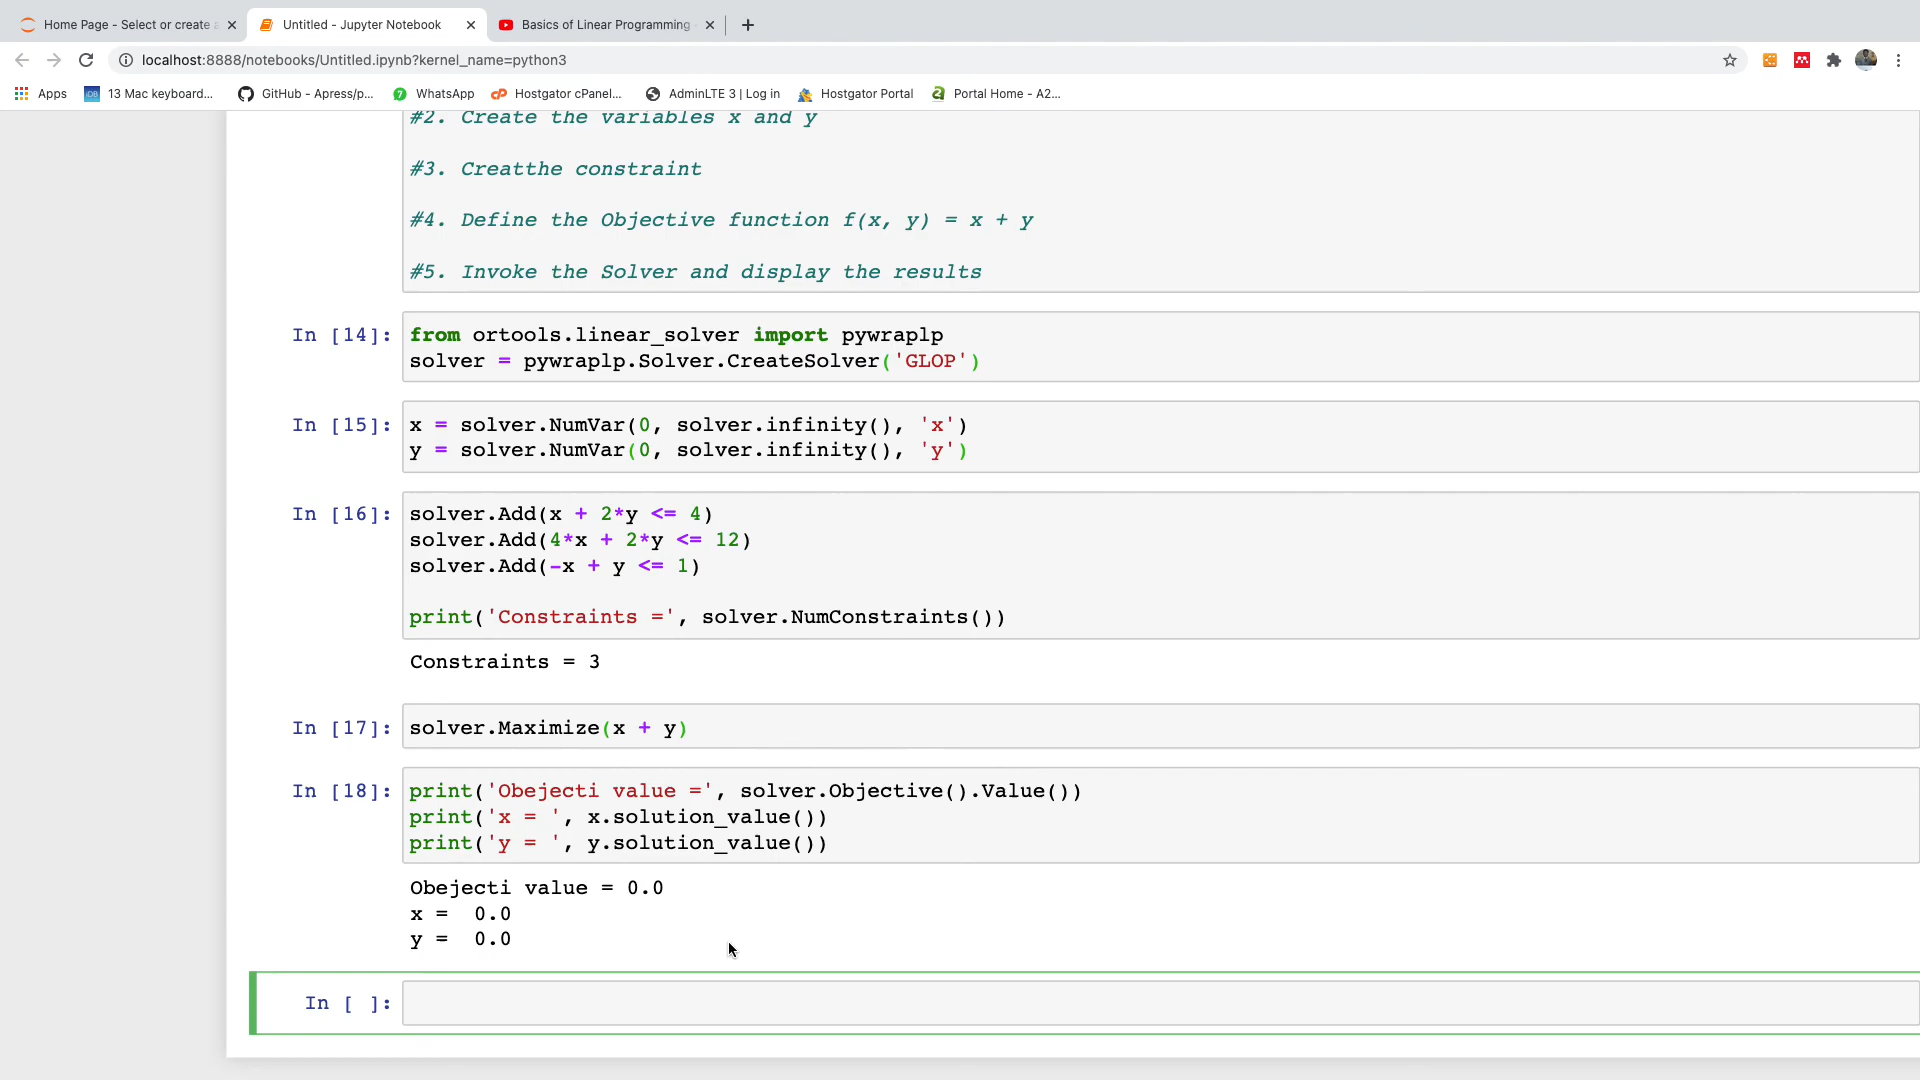 Home Page - Select or create a
Untitled - Jupyter Notebook
Basics of Linear Programming
localhost:8888/notebooks/Untitled.ipynb?kernel_name=python3
Apps
13 Mac keyboard...
GitHub - Apress/p...
WhatsApp
Hostgator cPanel...
AdminLTE 3 | Log in
Hostgator Portal
Portal Home - A2...
#2. Create the variables x and y
#3. Creatthe constraint
#4. Define the Objective function f(x, y) = x + y
#5. Invoke the Solver and display the results
In [14]:
from ortools.linear_solver import pywraplp
solver = pywraplp.Solver.CreateSolver('GLOP')
In [15]:
x = solver.NumVar(0, solver.infinity(), 'x')
y = solver.NumVar(0, solver.infinity(), 'y')
In [16]:
solver.Add(x + 2*y <= 4)
solver.Add(4*x + 2*y <= 12)
solver.Add(-x + y <= 1)
print('Constraints =', solver.NumConstraints())
Constraints = 3
In [17]:
solver.Maximize(x + y)
In [18]:
print('Obejecti value =', solver.Objective().Value())
print('x = ', x.solution_value())
print('y = ', y.solution_value())
Obejecti value = 0.0
x =  0.0
y =  0.0
In [ ]: